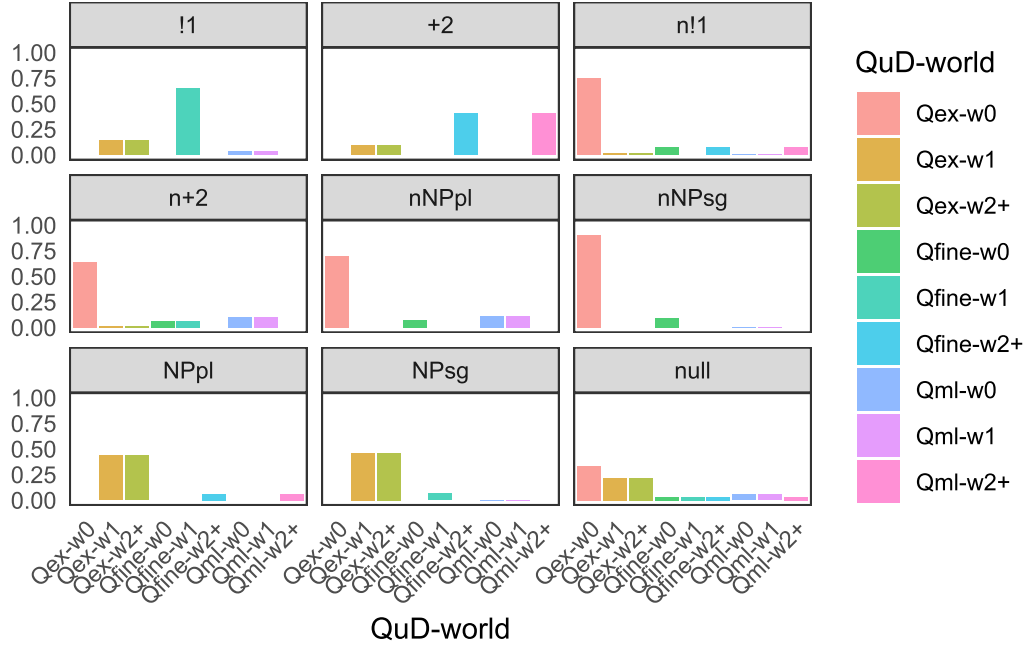 !1
+2
n!1
1.00
0.75
0.50
0.25
0.00
n+2
nNPpl
nNPsg
1.00
0.75
0.50
0.25
0.00
NPpl
NPsg
null
1.00
0.75
0.50
0.25
0.00
Qex-w0
Qex-w1
Qex-w2+
Qfine-w0
Qfine-w1
Qfine-w2+
Qml-w0
Qml-w1
Qml-w2+
Qex-w0
Qex-w1
Qex-w2+
Qfine-w0
Qfine-w1
Qfine-w2+
Qml-w0
Qml-w1
Qml-w2+
Qex-w0
Qex-w1
Qex-w2+
Qfine-w0
Qfine-w1
Qfine-w2+
Qml-w0
Qml-w1
Qml-w2+
QuD-world
QuD-world
Qex-w0
Qex-w1
Qex-w2+
Qfine-w0
Qfine-w1
Qfine-w2+
Qml-w0
Qml-w1
Qml-w2+